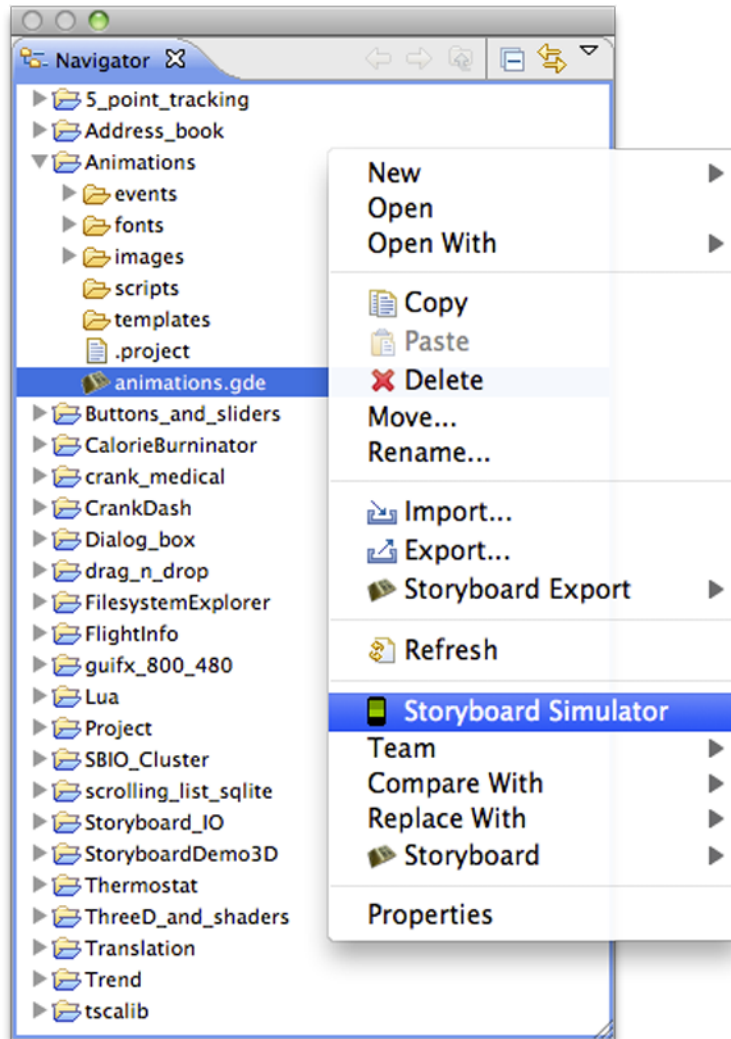 Navigator
5_point_tracking
Address_book
Animations
events
fonts
images
scripts
templates
.project
animations.gde
Buttons_and_sliders
CalorieBurninator
crank_medical
CrankDash
Dialog_box
drag_n_drop
FilesystemExplorer
FlightInfo
guifx_800_480
Lua
Project
SBIO_Cluster
scrolling_list_sqlite
Storyboard_IO
StoryboardDemo3D
Thermostat
ThreeD_and_shaders
Translation
Trend
tscalib
New
Open
Open With
Copy
Paste
Delete
Move...
Rename...
Import...
Export...
Storyboard Export
Refresh
Storyboard Simulator
Team
Compare With
Replace With
Storyboard
Properties